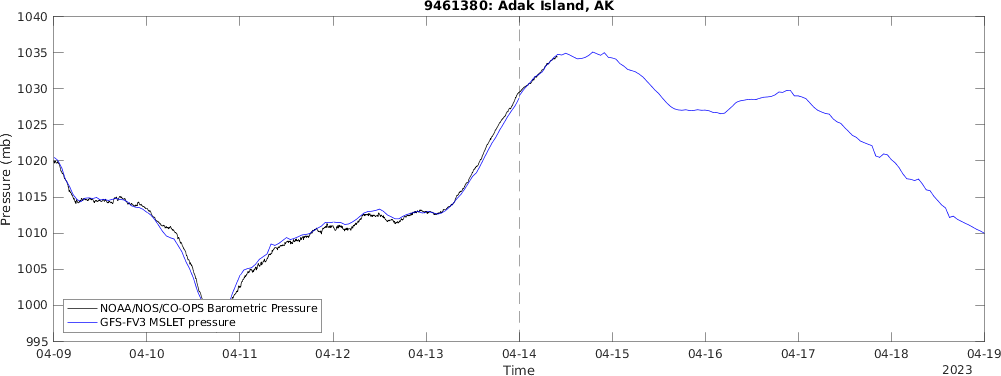 9461380: Adak Island, AK
1040
1035
1030
1025
1020
1015
1010
1005
1000
995
Pressure (mb)
NOAA/NOS/CO-OPS Barometric Pressure
GFS-FV3 MSLET pressure
04-09 04-10 04-11 04-12 04-13 04-14 04-15 04-16 04-17 04-18 04-19
Time
2023